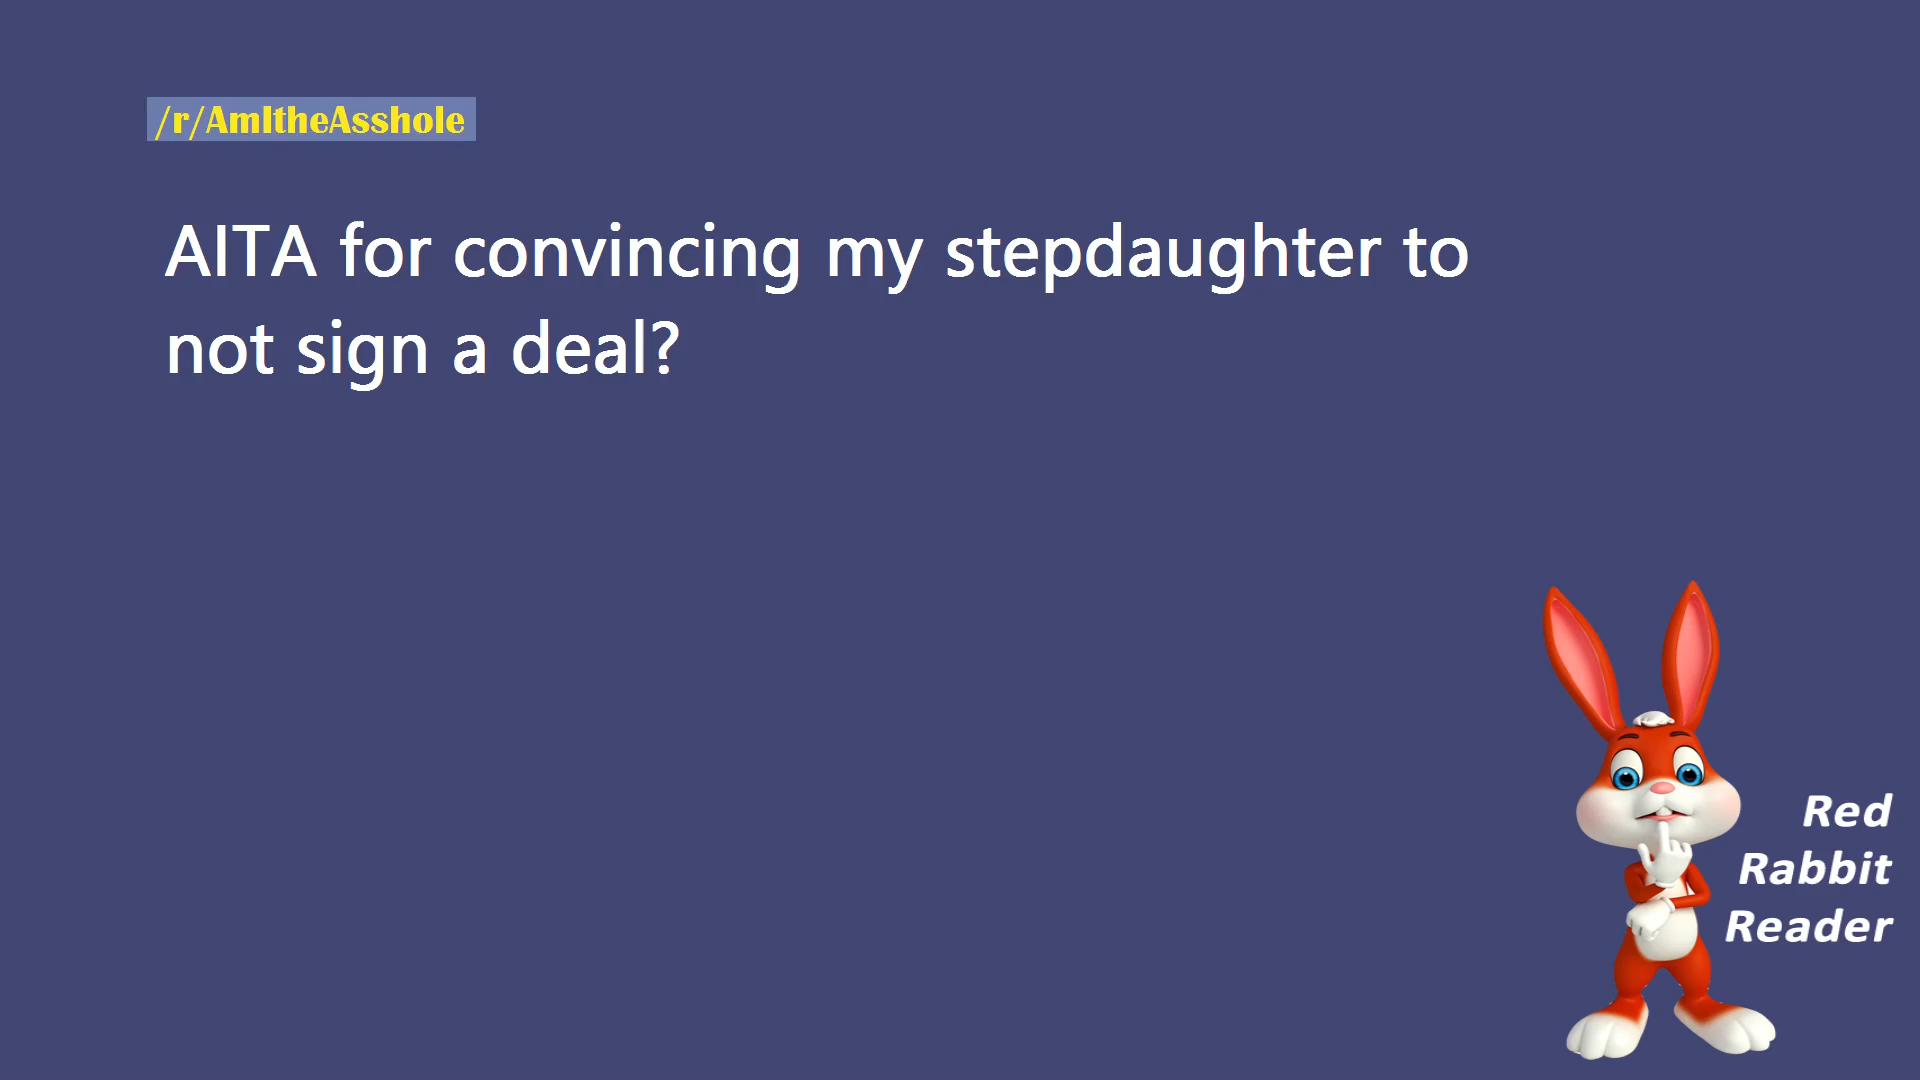 /r/AmItheAsshole
AITA for convincing my stepdaughter to
not sign a deal?
Red
Rabbit
Reader